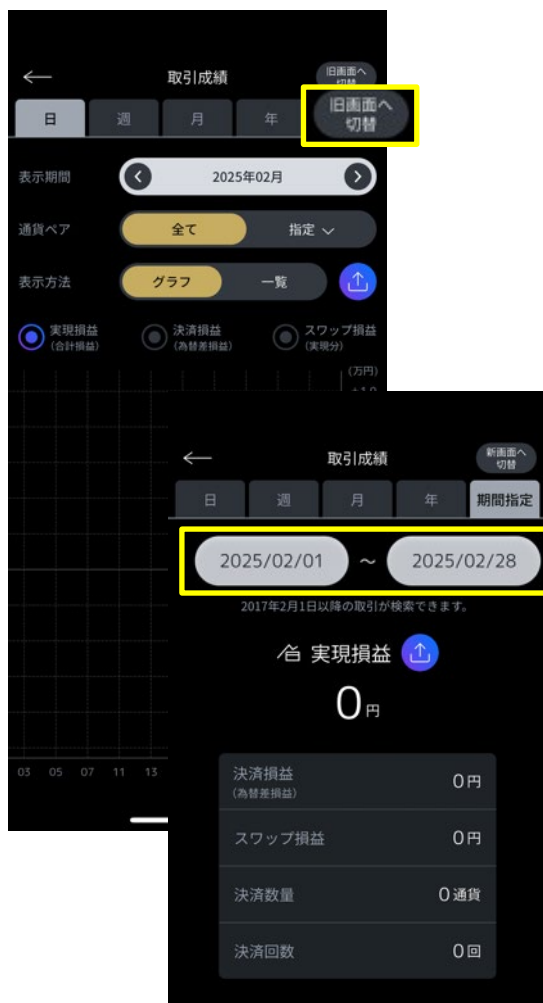 取引成績
旧画面へ
切替
旧画面へ
切替
日 週 月 年
表示期間 2025年02月
通貨ペア 全て 指定
表示方法 グラフ 一覧
実現損益 決済損益 スワップ損益
(合計損益) (為替差損益) (実現分)
(万円)
03 05 07 11 13
取引成績
新画面へ
切替
日 週 月 年 期間指定
2025/02/01 ～ 2025/02/28
2017年2月1日以降の取引が検索できます。
実現損益
0円
決済損益 0円
(為替差損益)
スワップ損益 0円
決済数量 0通貨
決済回数 0回